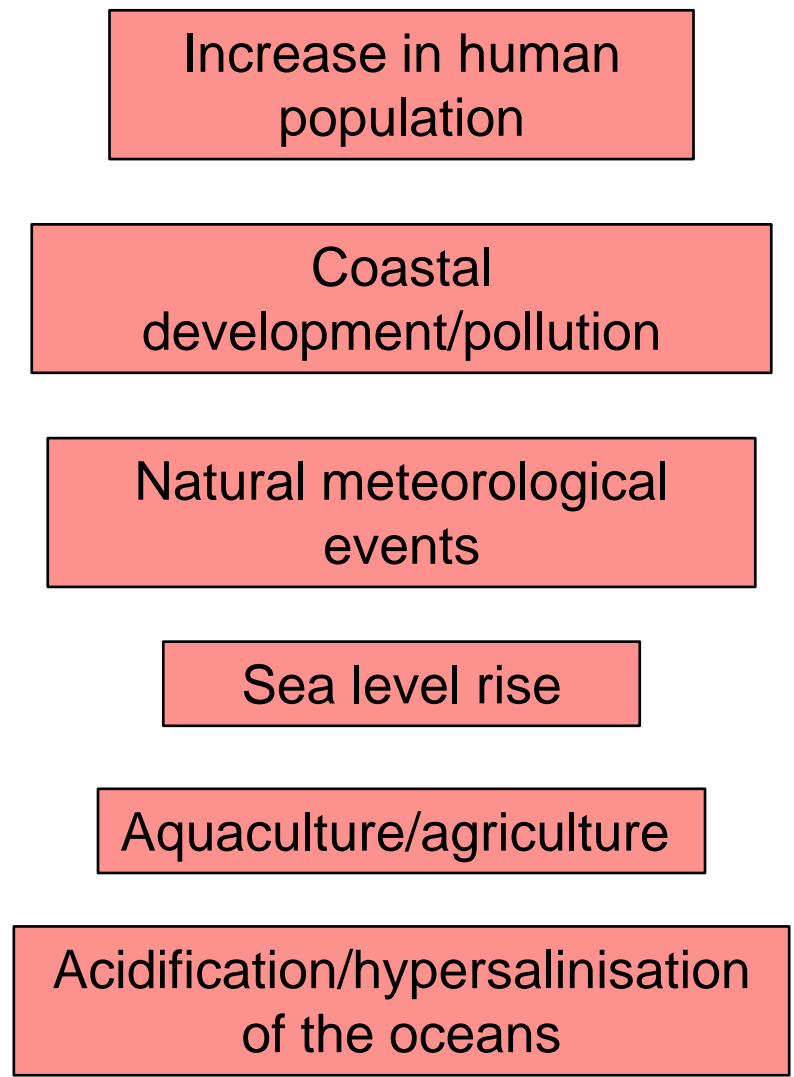 Increase in human
population
Coastal
development/pollution
Natural meteorological
events
Sea level rise
Aquaculture/agriculture
Acidification/hypersalinisation
of the oceans